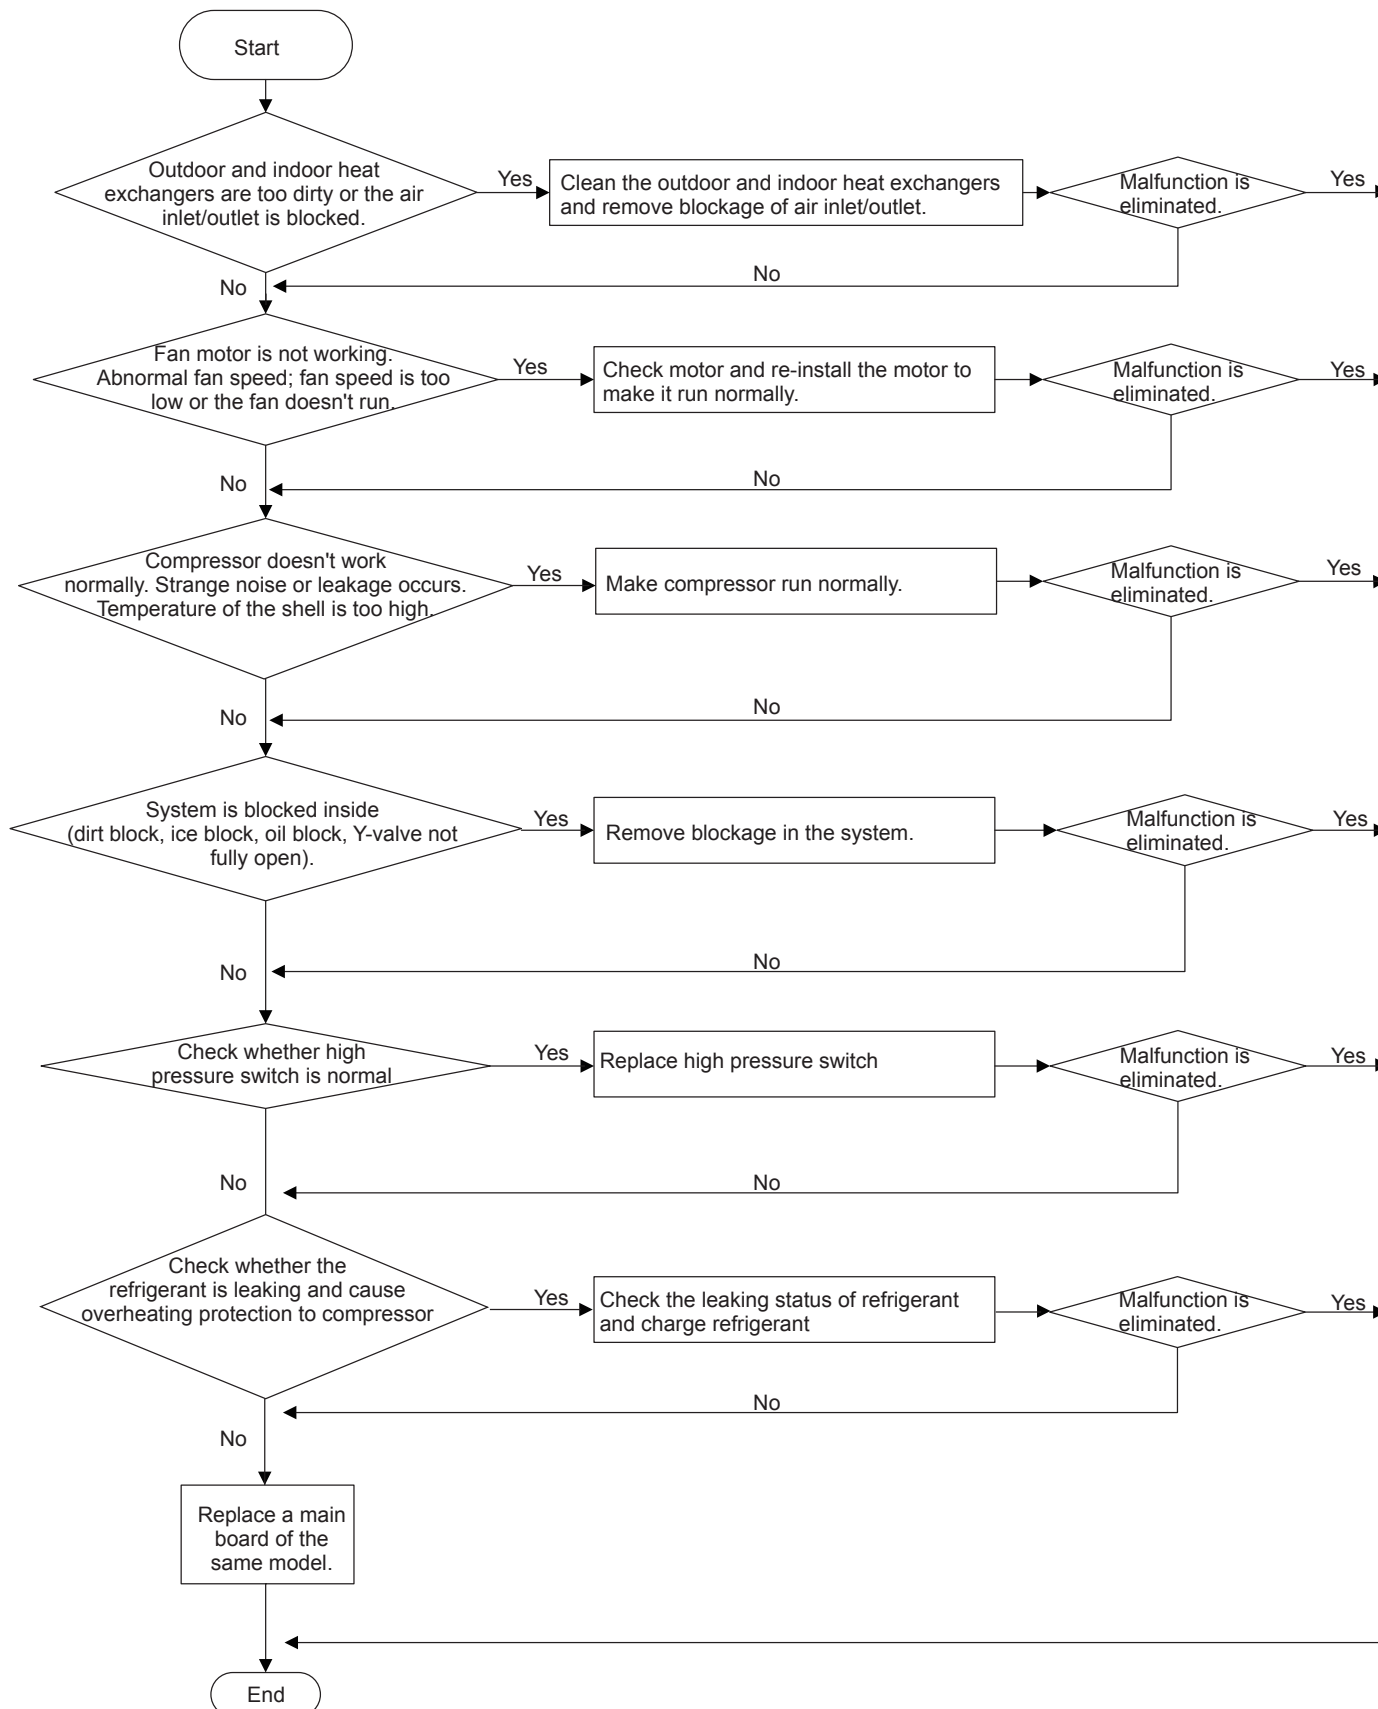 Start
Outdoor and indoor heat
exchangers are too dirty or the air
inlet/outlet is blocked.
Yes
Clean the outdoor and indoor heat exchangers
and remove blockage of air inlet/outlet.
Malfunction is
eliminated.
Yes
No
No
Fan motor is not working.
Abnormal fan speed; fan speed is too
low or the fan doesn't run.
Yes
Check motor and re-install the motor to
make it run normally.
Malfunction is
eliminated.
Yes
No
No
Compressor doesn't work
normally. Strange noise or leakage occurs.
Temperature of the shell is too high.
Yes
Make compressor run normally.
Malfunction is
eliminated.
Yes
No
No
System is blocked inside
(dirt block, ice block, oil block, Y-valve not
fully open).
Yes
Remove blockage in the system.
Malfunction is
eliminated.
Yes
No
No
Check whether high
pressure switch is normal
Yes
Replace high pressure switch
Malfunction is
eliminated.
Yes
No
No
Check whether the
refrigerant is leaking and cause
overheating protection to compressor
Yes
Check the leaking status of refrigerant
and charge refrigerant
Malfunction is
eliminated.
Yes
No
No
Replace a main
board of the
same model.
End